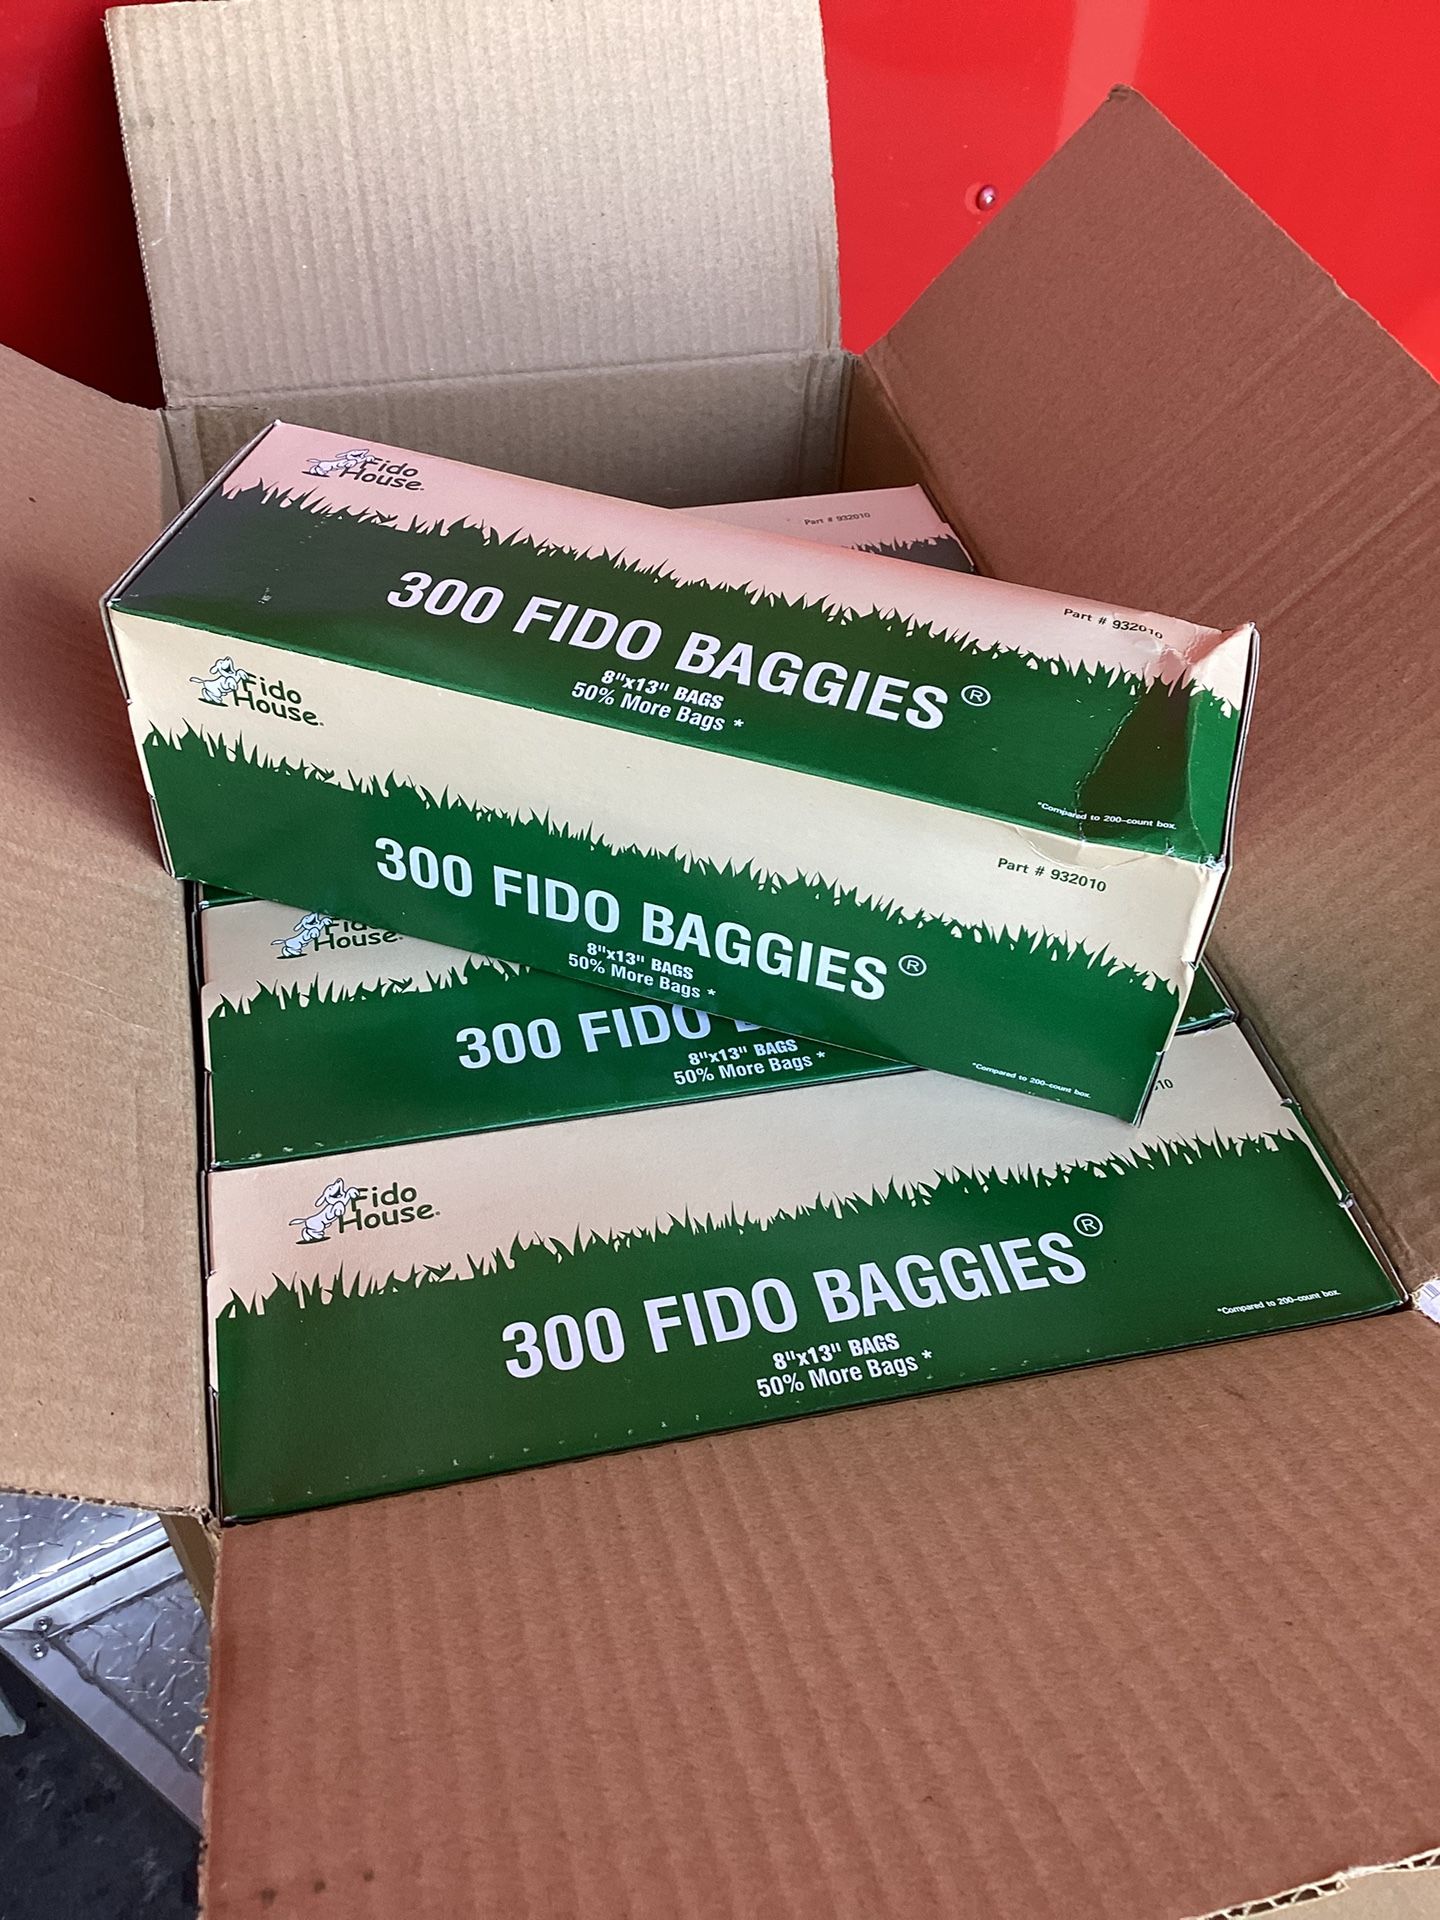 Fido
House.
Part # 932010
Part # 932010
300 FIDO BAGGIES®
8"x13" BAGS
50% More Bags *
*Compared to 200-count box.
Fido
House.
Part # 932010
300 FIDO BAGGIES®
8"x13" BAGS
50% More Bags *
*Compared to 200-count box.
Fido
House.
300 FIDO
8"x13" BAGS
50% More Bags *
10
Fido
House.
300 FIDO BAGGIES®
8"x13" BAGS
50% More Bags *
*Compared to 200-count box.